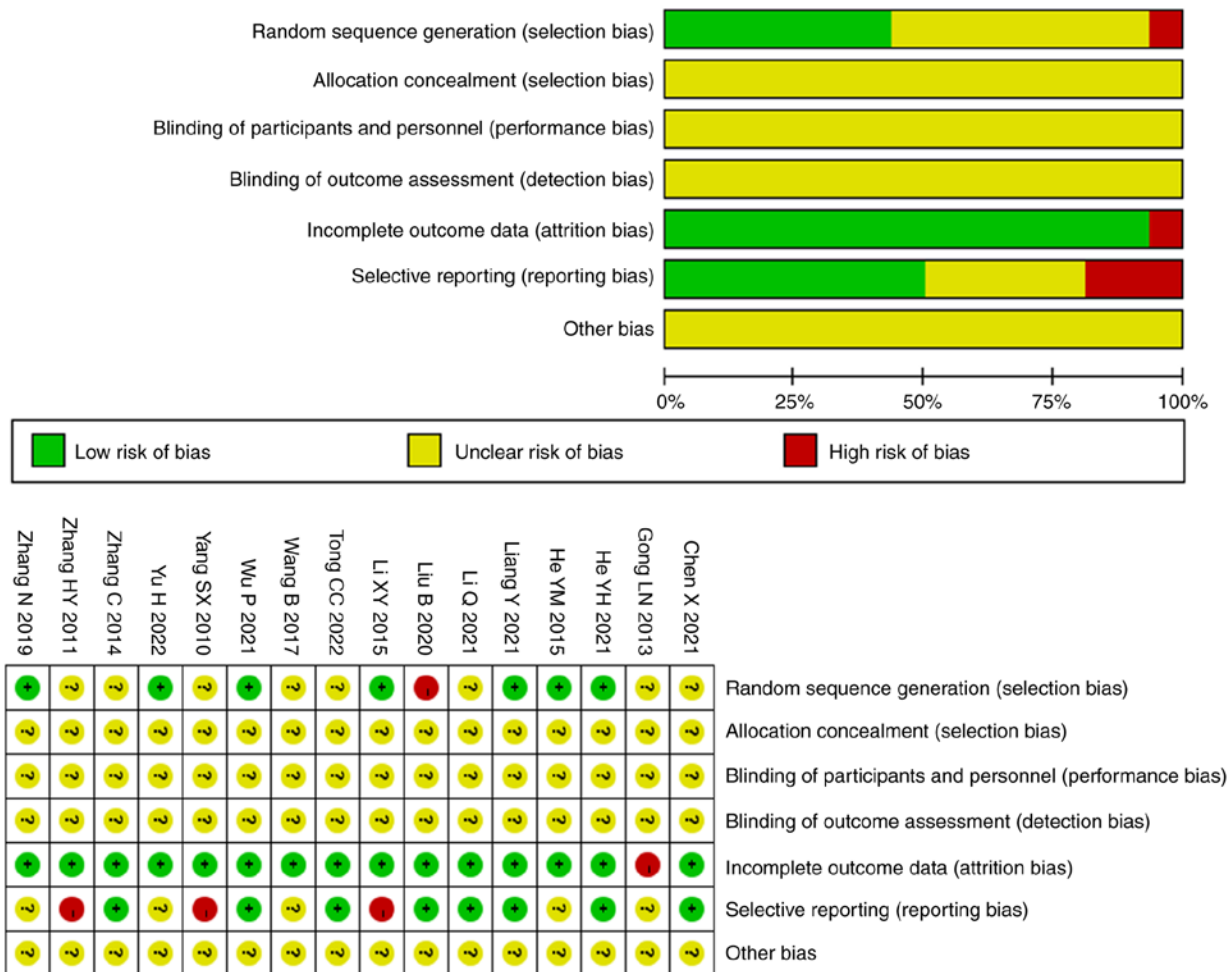 Random sequence generation (selection bias)
Allocation concealment (selection bias)
Blinding of participants and personnel (performance bias)
Blinding of outcome assessment (detection bias)
Incomplete outcome data (attrition bias)
Selective reporting (reporting bias)
Other bias
0% 25% 50% 75% 100%
Low risk of bias Unclear risk of bias High risk of bias
Zhang N 2019
Zhang HY 2011
Zhang C 2014
Yu H 2022
Yang SX 2010
Wu P 2021
Wang B 2017
Tong CC 2022
Li XY 2015
Liu B 2020
Li Q 2021
Liang Y 2021
He YM 2015
He YH 2021
Gong LN 2013
Chen X 2021
+ ? ? + ? + ? ? + - ? + + + ? ? Random sequence generation (selection bias)
? ? ? ? ? ? ? ? ? ? ? ? ? ? ? ? Allocation concealment (selection bias)
? ? ? ? ? ? ? ? ? ? ? ? ? ? ? ? Blinding of participants and personnel (performance bias)
? ? ? ? ? ? ? ? ? ? ? ? ? ? ? ? Blinding of outcome assessment (detection bias)
+ + + + + + + + + + + + + + - + Incomplete outcome data (attrition bias)
? - + ? - + ? + - + + + ? + ? + Selective reporting (reporting bias)
? ? ? ? ? ? ? ? ? ? ? ? ? ? ? ? Other bias